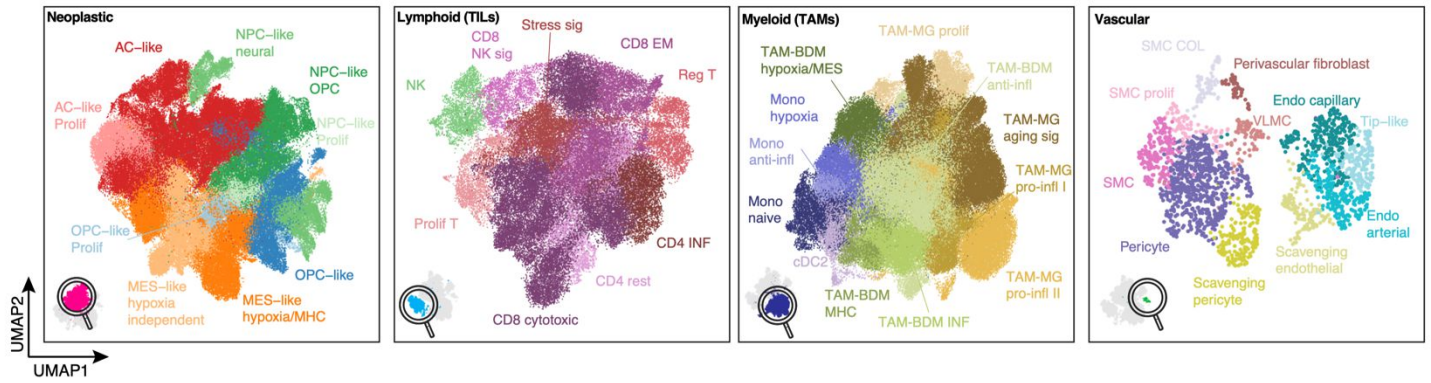 Neoplastic
AC-like
NPC-like
neural
NPC-like
OPC
AC-like
Prolif
NPC-like
Prolif
OPC-like
Prolif
OPC-like
MES-like
hypoxia
independent
MES-like
hypoxia/MHC
UMAP2
UMAP1
Lymphoid (TILs)
Stress sig
CD8
NK sig
CD8 EM
NK
Reg T
Prolif T
CD4 INF
CD4 rest
CD8 cytotoxic
Myeloid (TAMs)
TAM-MG prolif
TAM-BDM
hypoxia/MES
TAM-BDM
anti-infl
Mono
hypoxia
TAM-MG
aging sig
Mono
anti-infl
TAM-MG
pro-infl I
Mono
naive
cDC2
TAM-MG
pro-infl II
TAM-BDM
MHC
TAM-BDM INF
Vascular
SMC COL
Perivascular fibroblast
SMC prolif
Endo capillary
VLMC
Tip-like
SMC
Pericyte
Endo
arterial
Scavenging
endothelial
Scavenging
pericyte